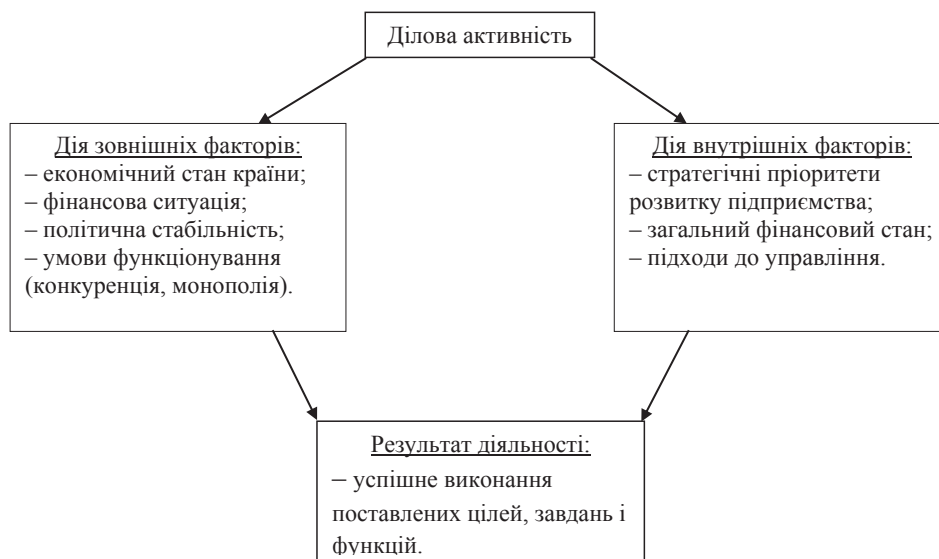 Ділова активність
Дія зовнішніх факторів:
– економічний стан країни;
– фінансова ситуація;
– політична стабільність;
– умови функціонування
(конкуренція, монополія).
Дія внутрішніх факторів:
– стратегічні пріоритети
розвитку підприємства;
– загальний фінансовий стан;
– підходи до управління.
Результат діяльності:
– успішне виконання
поставлених цілей, завдань і
функцій.